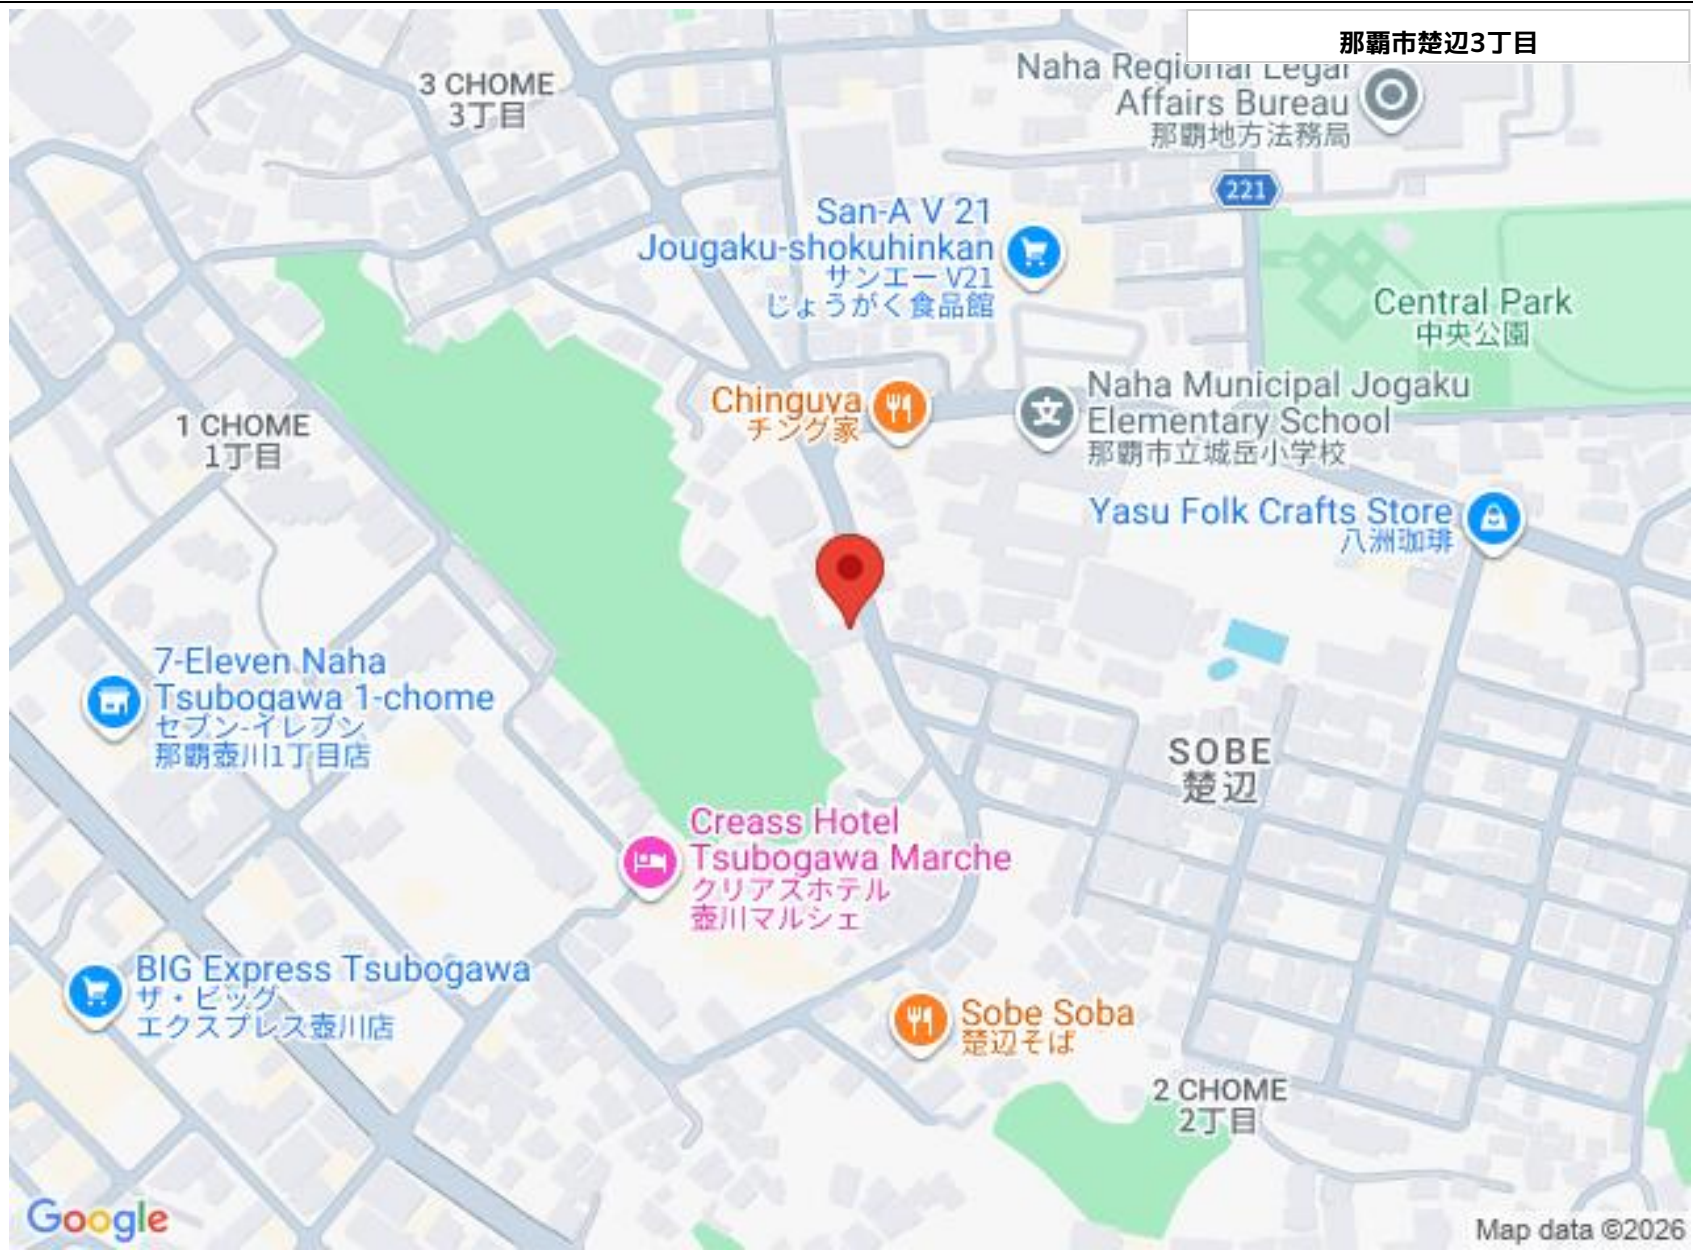 那覇市楚辺3丁目
3 CHOME
3丁目
Naha Regional Legal
Affairs Bureau
那覇地方法務局
221
San-A V 21
Jougaku-shokuhinkan
サンエー V21
じょうがく食品館
Central Park
中央公園
Chinguya
チング家
Naha Municipal Jogaku
Elementary School
那覇市立城岳小学校
1 CHOME
1丁目
Yasu Folk Crafts Store
八洲珈琲
7-Eleven Naha
Tsubogawa 1-chome
セブン-イレブン
那覇壺川1丁目店
SOBE
楚辺
Creass Hotel
Tsubogawa Marche
クリアスホテル
壺川マルシェ
BIG Express Tsubogawa
ザ・ビッグ
エクスプレス壺川店
Sobe Soba
楚辺そば
2 CHOME
2丁目
Google
Map data ©2026